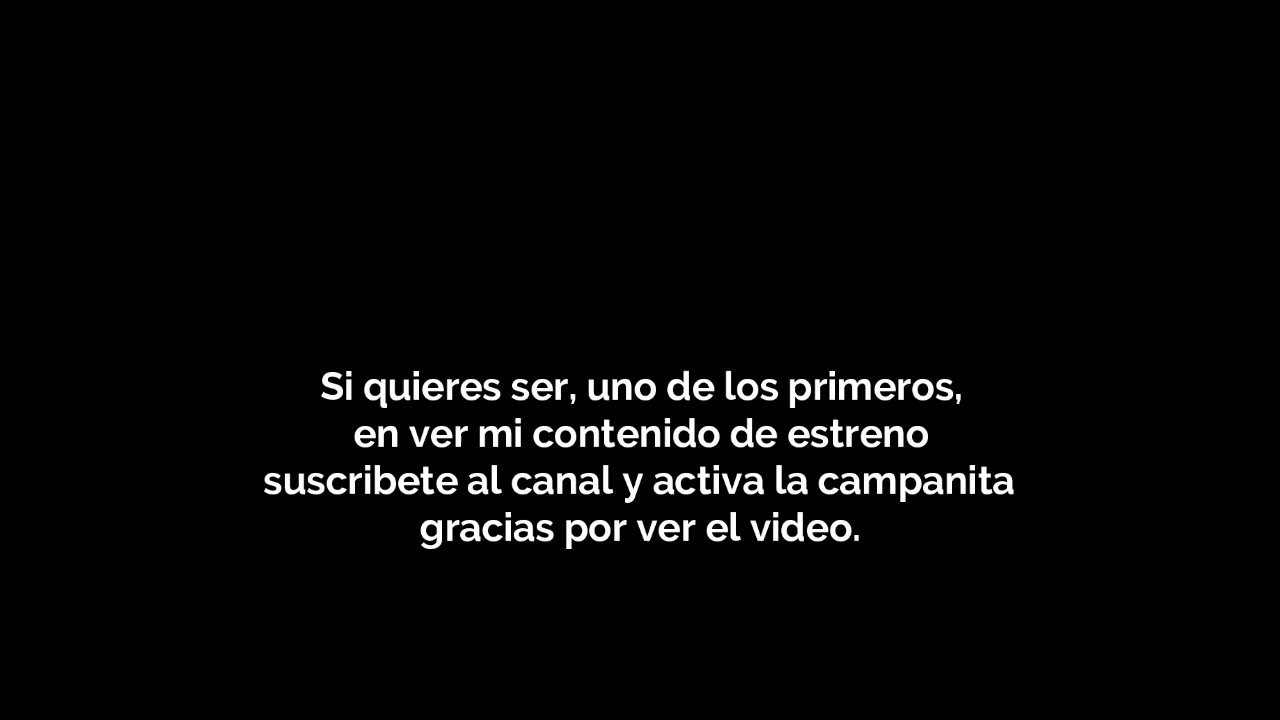 Si quieres ser, uno de los primeros,
en ver mi contenido de estreno
suscribete al canal y activa la campanita
gracias por ver el video.